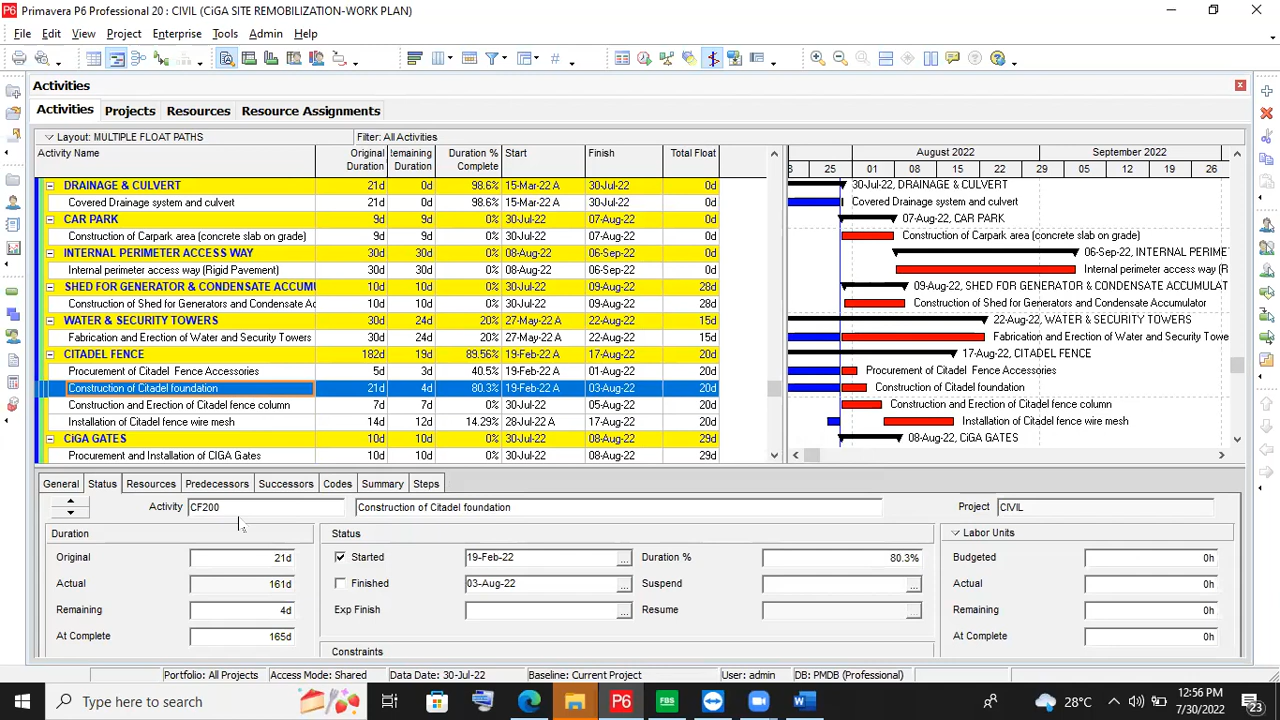 Primavera P6 Professional 20 : CIVIL (CiGA SITE REMOBILIZATION-WORK PLAN)
File Edit View Project Enterprise Tools Admin Help
Activities
Activities Projects Resources Resource Assignments
Layout: MULTIPLE FLOAT PATHS Filter: All Activities
Activity Name Original Duration Remaining Duration Duration % Complete Start Finish Total Float August 2022 September 2022
25 01 08 15 22 29 05 12 19 26
DRAINAGE & CULVERT 21d 0d 98.6% 15-Mar-22 A 30-Jul-22 0d 30-Jul-22, DRAINAGE & CULVERT
Covered Drainage system and culvert 21d 0d 98.6% 15-Mar-22 A 30-Jul-22 0d Covered Drainage system and culvert
CAR PARK 9d 9d 0% 30-Jul-22 07-Aug-22 0d 07-Aug-22, CAR PARK
Construction of Carpark area (concrete slab on grade) 9d 9d 0% 30-Jul-22 07-Aug-22 0d Construction of Carpark area (concrete slab on grade)
INTERNAL PERIMETER ACCESS WAY 30d 30d 0% 08-Aug-22 06-Sep-22 0d 06-Sep-22, INTERNAL PERIMET
Internal perimeter access way (Rigid Pavement) 30d 30d 0% 08-Aug-22 06-Sep-22 0d Internal perimeter access way (R
SHED FOR GENERATOR & CONDENSATE ACCUMU 10d 10d 0% 30-Jul-22 09-Aug-22 28d 09-Aug-22, SHED FOR GENERATOR & CONDENSATE ACCUMULAT
Construction of Shed for Generators and Condensate Ac 10d 10d 0% 30-Jul-22 09-Aug-22 28d Construction of Shed for Generators and Condensate Accumulator
WATER & SECURITY TOWERS 30d 24d 20% 27-May-22 A 22-Aug-22 15d 22-Aug-22, WATER & SECURITY TOWERS
Fabrication and Erection of Water and Security Towers 30d 24d 20% 27-May-22 A 22-Aug-22 15d Fabrication and Erection of Water and Security Towe
CITADEL FENCE 182d 19d 89.56% 19-Feb-22 A 17-Aug-22 20d 17-Aug-22, CITADEL FENCE
Procurement of Citadel Fence Accessories 5d 3d 40.5% 19-Feb-22 A 01-Aug-22 20d Procurement of Citadel Fence Accessories
Construction of Citadel foundation 21d 4d 80.3% 19-Feb-22 A 03-Aug-22 20d Construction of Citadel foundation
Construction and Erection of Citadel fence column 7d 7d 0% 30-Jul-22 05-Aug-22 20d Construction and Erection of Citadel fence column
Installation of Citadel fence wire mesh 14d 12d 14.29% 28-Jul-22 A 17-Aug-22 20d Installation of Citadel fence wire mesh
CiGA GATES 10d 10d 0% 30-Jul-22 08-Aug-22 29d 08-Aug-22, CiGA GATES
Procurement and Installation of CIGA Gates 10d 10d 0% 30-Jul-22 08-Aug-22 29d
General Status Resources Predecessors Successors Codes Summary Steps
Activity CF200 Construction of Citadel foundation Project CIVIL
Duration Status Labor Units
Original 21d Started 19-Feb-22 ... Duration % 80.3% Budgeted 0h
Actual 161d Finished 03-Aug-22 ... Suspend ... Actual 0h
Remaining 4d Exp Finish ... Resume ... Remaining 0h
At Complete 165d Constraints At Complete 0h
Portfolio: All Projects Access Mode: Shared Data Date: 30-Jul-22 Baseline: Current Project User: admin DB: PMDB (Professional)
Type here to search P6 FBS W 28°C 12:56 PM
7/30/2022 23